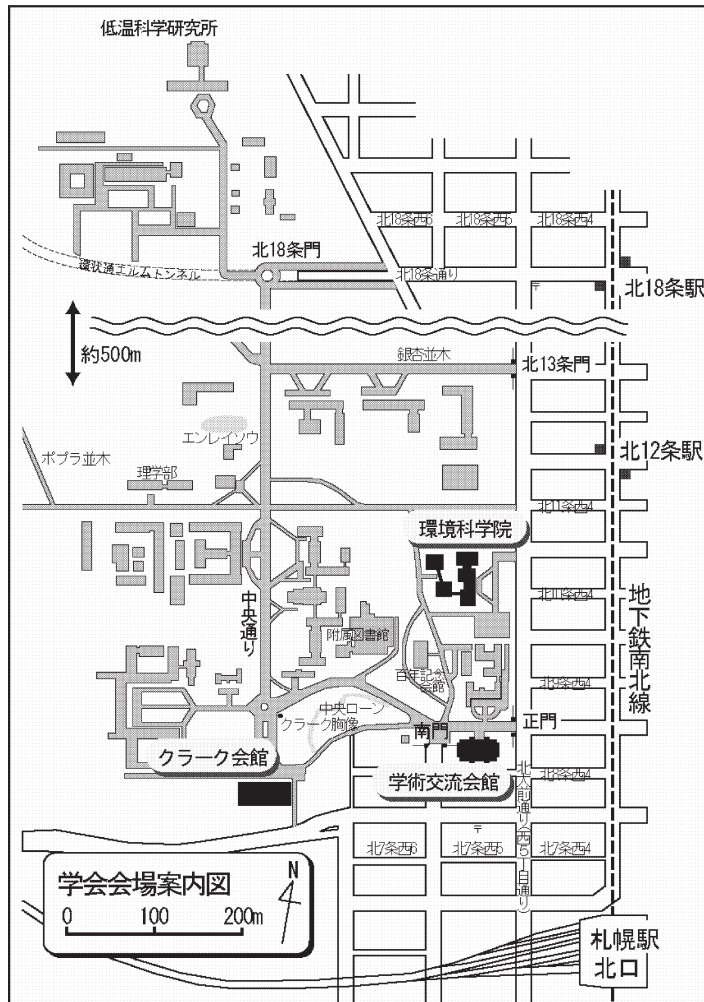 低温科学研究所
北18条西6
北18条西5
北18条西4
北18条門
環状通エルムトンネル
北18条通り
〒
北18条駅
約500m
銀杏並木
北13条門
エンレイソウ
ポプラ並木
理学部
北12条駅
北11条西4
環境科学院
中央通り
北10条西4
地下鉄南北線
附属図書館
百年記念
会館
北9条西4
中央ローン
クラーク胸像
南門
正門
クラーク会館
学術交流会館
北8条西4
北大前通り(西5丁目通り)
〒
北7条西6
北7条西5
北7条西4
学会会場案内図
N
0 100 200m
札幌駅
北口